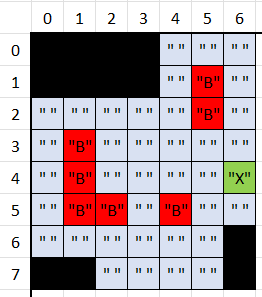 0 1 2 3 4 5 6
0 " " " " " "
1 " " "B" " "
2 " " " " " " " " " " "B" " "
3 " " "B" " " " " " " " " " "
4 " " "B" " " " " " " " " "X"
5 " " "B" "B" " " "B" " " " "
6 " " " " " " " " " " " "
7 " " " " " " " "